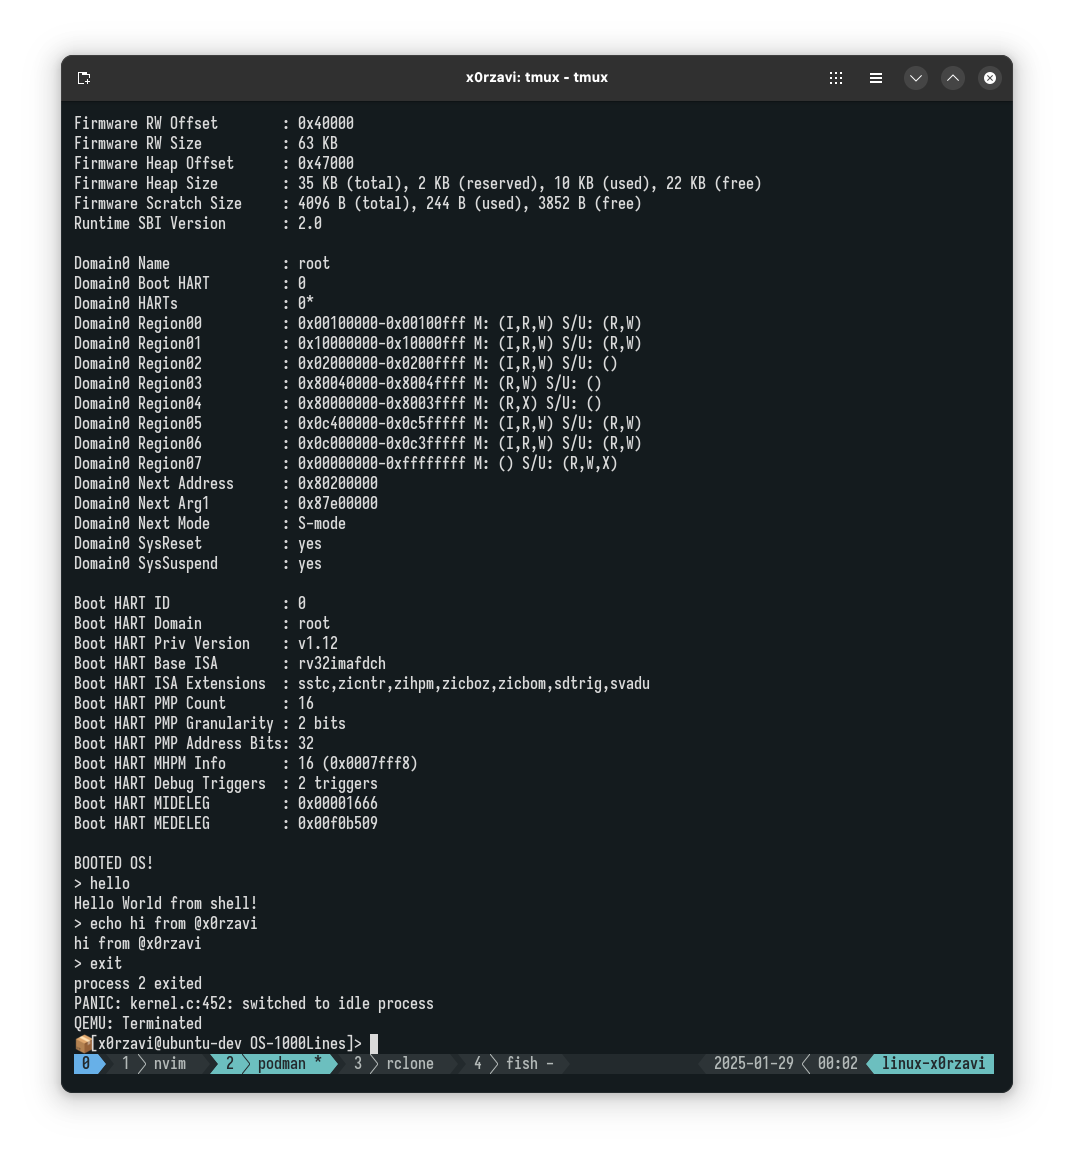 x0rzavi: tmux - tmux
Firmware RW Offset        : 0x40000
Firmware RW Size          : 63 KB
Firmware Heap Offset      : 0x47000
Firmware Heap Size        : 35 KB (total), 2 KB (reserved), 10 KB (used), 22 KB (free)
Firmware Scratch Size     : 4096 B (total), 244 B (used), 3852 B (free)
Runtime SBI Version       : 2.0

Domain0 Name              : root
Domain0 Boot HART         : 0
Domain0 HARTs             : 0*
Domain0 Region00          : 0x00100000-0x00100fff M: (I,R,W) S/U: (R,W)
Domain0 Region01          : 0x10000000-0x10000fff M: (I,R,W) S/U: (R,W)
Domain0 Region02          : 0x02000000-0x0200ffff M: (I,R,W) S/U: ()
Domain0 Region03          : 0x80040000-0x8004ffff M: (R,W) S/U: ()
Domain0 Region04          : 0x80000000-0x8003ffff M: (R,X) S/U: ()
Domain0 Region05          : 0x0c400000-0x0c5fffff M: (I,R,W) S/U: (R,W)
Domain0 Region06          : 0x0c000000-0x0c3fffff M: (I,R,W) S/U: (R,W)
Domain0 Region07          : 0x00000000-0xffffffff M: () S/U: (R,W,X)
Domain0 Next Address      : 0x80200000
Domain0 Next Arg1         : 0x87e00000
Domain0 Next Mode         : S-mode
Domain0 SysReset          : yes
Domain0 SysSuspend        : yes

Boot HART ID              : 0
Boot HART Domain          : root
Boot HART Priv Version    : v1.12
Boot HART Base ISA        : rv32imafdch
Boot HART ISA Extensions  : sstc,zicntr,zihpm,zicboz,zicbom,sdtrig,svadu
Boot HART PMP Count       : 16
Boot HART PMP Granularity : 2 bits
Boot HART PMP Address Bits: 32
Boot HART MHPM Info       : 16 (0x0007fff8)
Boot HART Debug Triggers  : 2 triggers
Boot HART MIDELEG         : 0x00001666
Boot HART MEDELEG         : 0x00f0b509

BOOTED OS!
> hello
Hello World from shell!
> echo hi from @x0rzavi
hi from @x0rzavi
> exit
process 2 exited
PANIC: kernel.c:452: switched to idle process
QEMU: Terminated
📦[x0rzavi@ubuntu-dev OS-1000Lines]>
0 1 nvim 2 podman * 3 rclone 4 fish - 2025-01-29 00:02 linux-x0rzavi